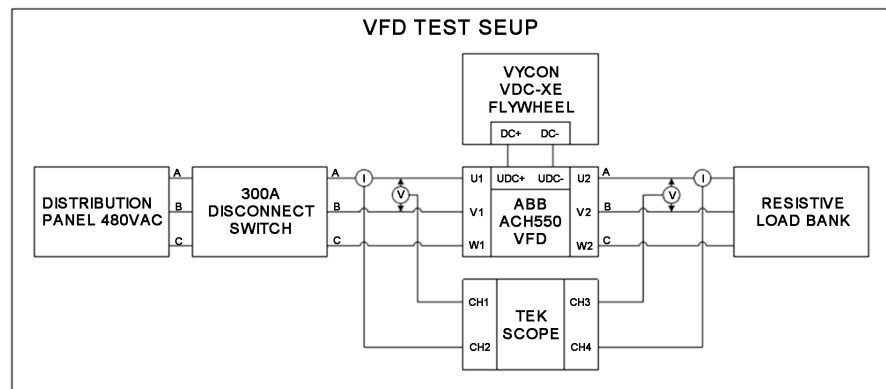 VFD TEST SEUP
VYCON
VDC-XE
FLYWHEEL
DC+ DC-
DISTRIBUTION
PANEL 480VAC
A
B
C
300A
DISCONNECT
SWITCH
A
B
C
I
V
U1
V1
W1
UDC+ UDC-
ABB
ACH550
VFD
U2
V2
W2
A
B
C
V
I
RESISTIVE
LOAD BANK
CH1
CH2
TEK
SCOPE
CH3
CH4